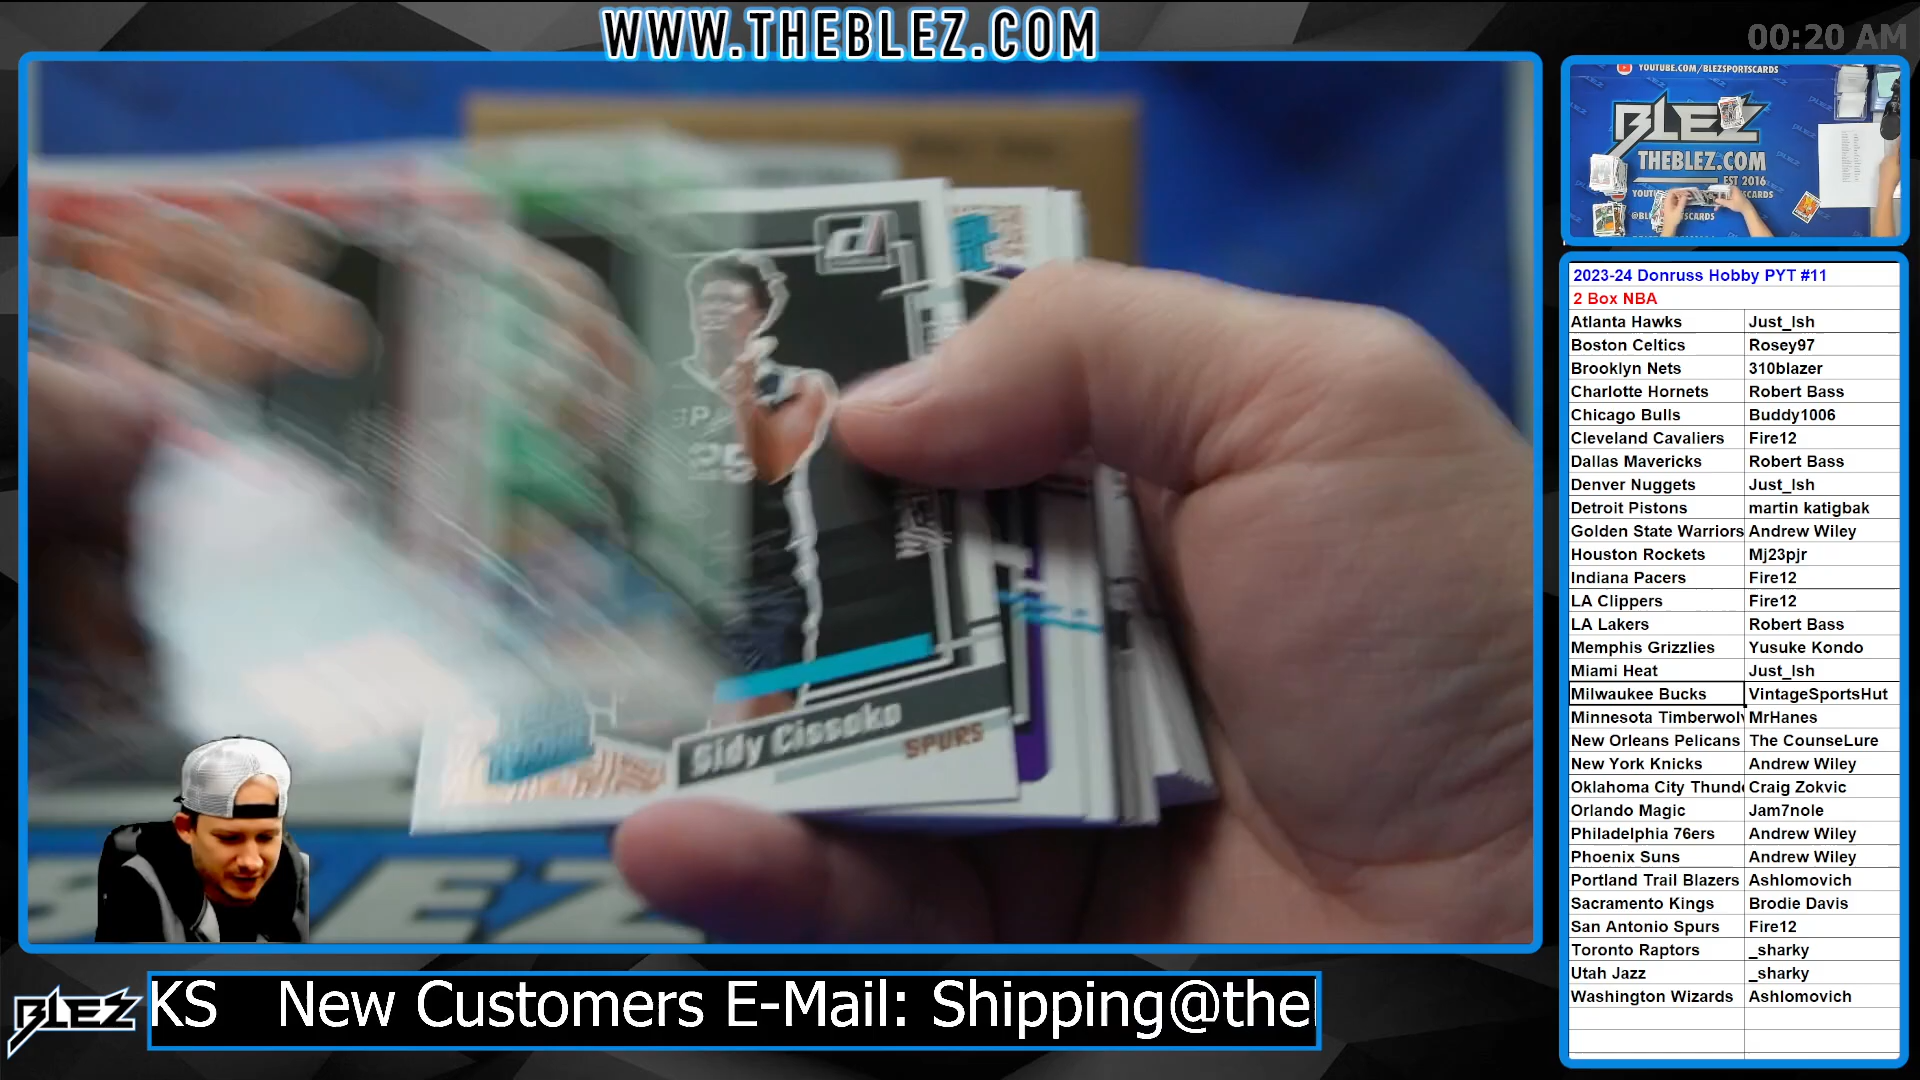 WWW.THEBLEZ.COM
00:20 AM
YOUTUBE.COM/BLEZSPORTSCARDS
BLEZ
THEBLEZ.COM
EST 2016
25
Sidy Cissoko
SPURS
2023-24 Donruss Hobby PYT #11
2 Box NBA
Atlanta Hawks Just_Ish
Boston Celtics Rosey97
Brooklyn Nets 310blazer
Charlotte Hornets Robert Bass
Chicago Bulls Buddy1006
Cleveland Cavaliers Fire12
Dallas Mavericks Robert Bass
Denver Nuggets Just_Ish
Detroit Pistons martin katigbak
Golden State Warriors Andrew Wiley
Houston Rockets Mj23pjr
Indiana Pacers Fire12
LA Clippers Fire12
LA Lakers Robert Bass
Memphis Grizzlies Yusuke Kondo
Miami Heat Just_Ish
Milwaukee Bucks VintageSportsHut
Minnesota Timberwolv MrHanes
New Orleans Pelicans The CounseLure
New York Knicks Andrew Wiley
Oklahoma City Thunde Craig Zokvic
Orlando Magic Jam7nole
Philadelphia 76ers Andrew Wiley
Phoenix Suns Andrew Wiley
Portland Trail Blazers Ashlomovich
Sacramento Kings Brodie Davis
San Antonio Spurs Fire12
Toronto Raptors _sharky
Utah Jazz _sharky
Washington Wizards Ashlomovich
BLEZ
KS New Customers E-Mail: Shipping@the